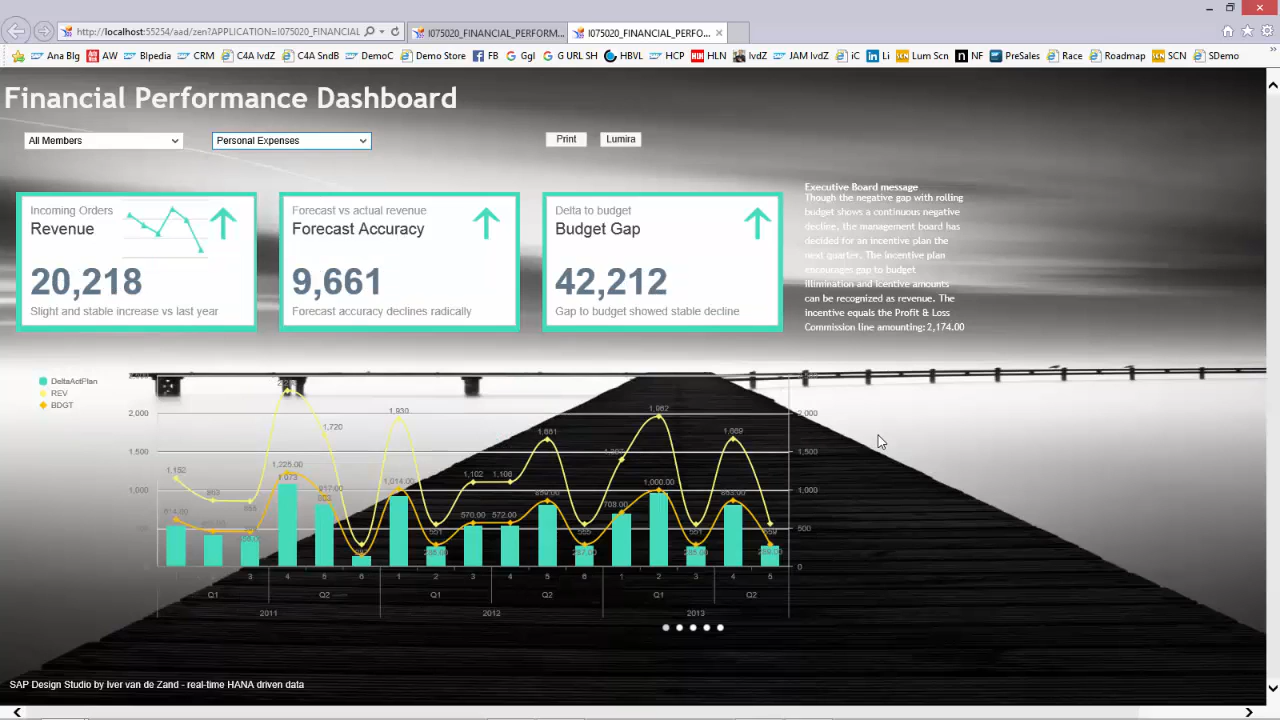 http://localhost:55254/aad/zen?APPLICATION=I075020_FINANCIAL
I075020_FINANCIAL_PERFORM...
I075020_FINANCIAL_PERFO...
Ana Blg AW BIpedia CRM C4A IvdZ C4A SndB DemoC Demo Store FB Ggl G URL SH HBVL HCP HLN IvdZ JAM IvdZ iC Li Lum Scn NF PreSales Race Roadmap SCN SDemo
Financial Performance Dashboard
All Members
Personal Expenses
Print
Lumira
Incoming Orders
Revenue
20,218
Slight and stable increase vs last year
Forecast vs actual revenue
Forecast Accuracy
9,661
Forecast accuracy declines radically
Delta to budget
Budget Gap
42,212
Gap to budget showed stable decline
Executive Board message
Though the negative gap with rolling
budget shows a continuous negative
decline, the management board has
decided for an incentive plan the
next quarter. The incentive plan
encourages gap to budget
illimination and icentive amounts
can be recognized as revenue. The
incentive equals the Profit & Loss
Commission line amounting: 2,174.00
DeltaActPlan
REV
BDGT
2,000
1,500
1,000
2,000
1,500
1,000
500
0
1,152
1,720
1,930
1,102
1,108
1,651
1,962
1,669
1,225.00
1,073
917.00
1,014.00
570.00
572.00
708.00
1,000.00
3 4 5 6 1 2 3 4 5 6 1 2 3 4 5
Q1 Q2 Q1 Q2 Q1 Q2
2011 2012 2013
SAP Design Studio by Iver van de Zand - real-time HANA driven data